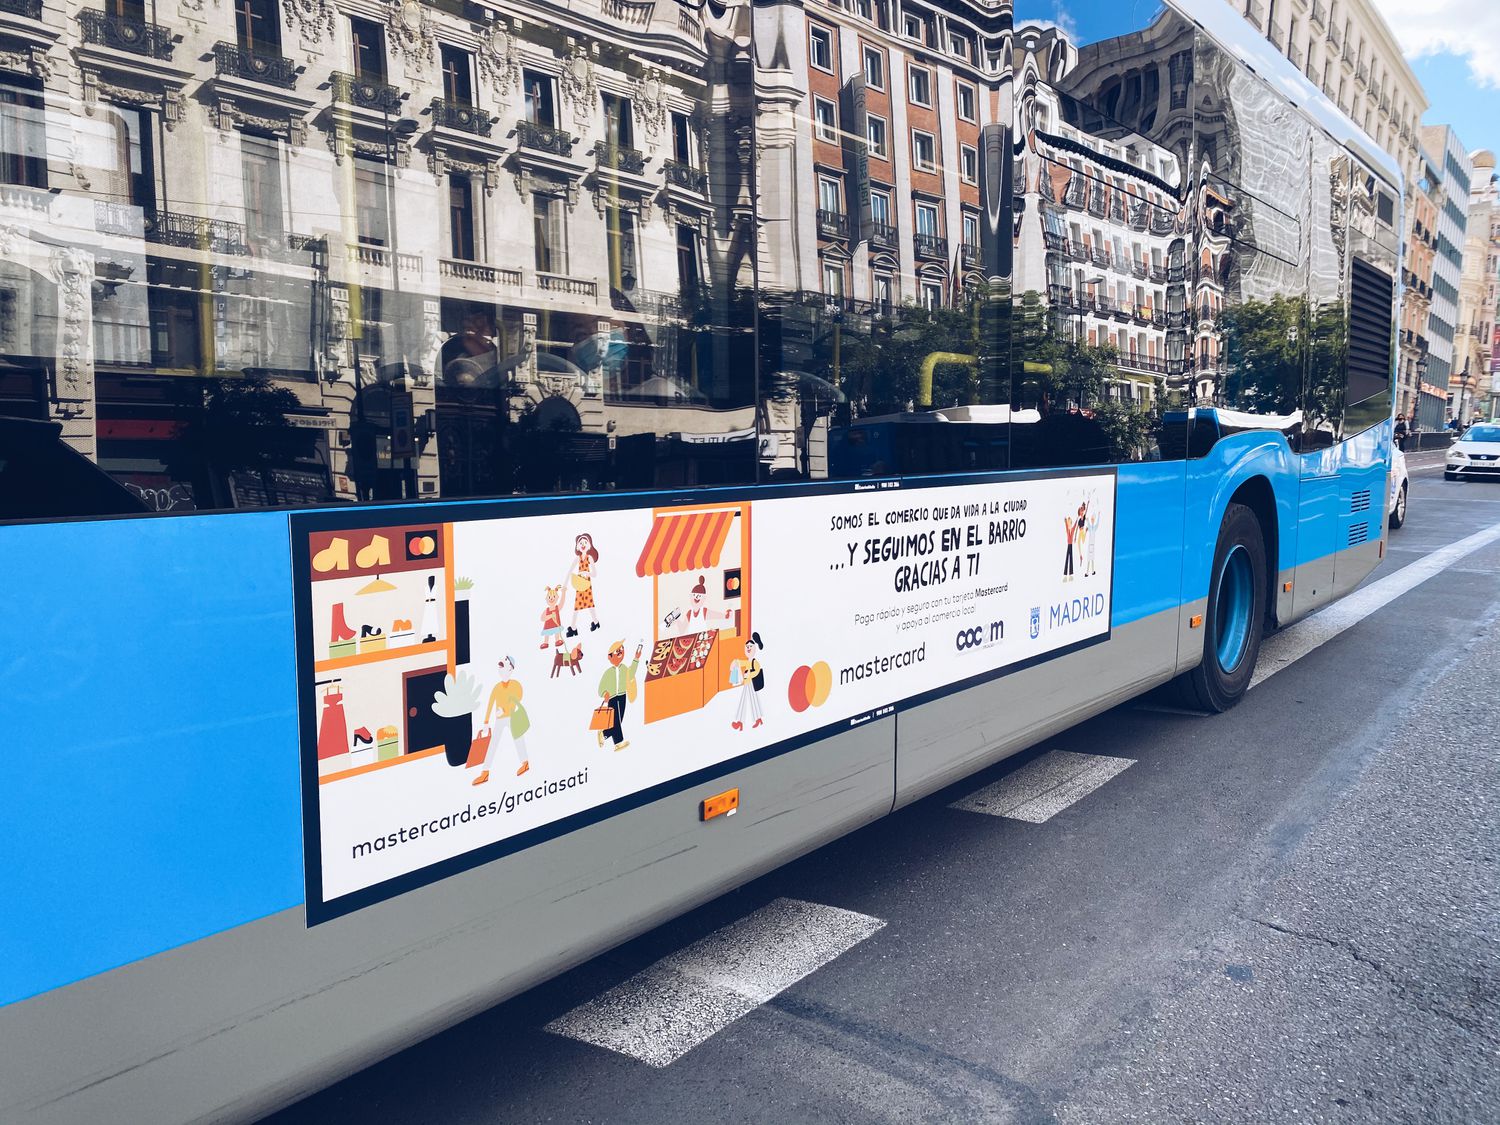 SOMOS EL COMERCIO QUE DA VIDA A LA CIUDAD
...Y SEGUIMOS EN EL BARRIO
GRACIAS A TI
Paga rápido y seguro con tu tarjeta Mastercard
y apoya al comercio local
mastercard
cocem
MADRID
mastercard.es/graciasati